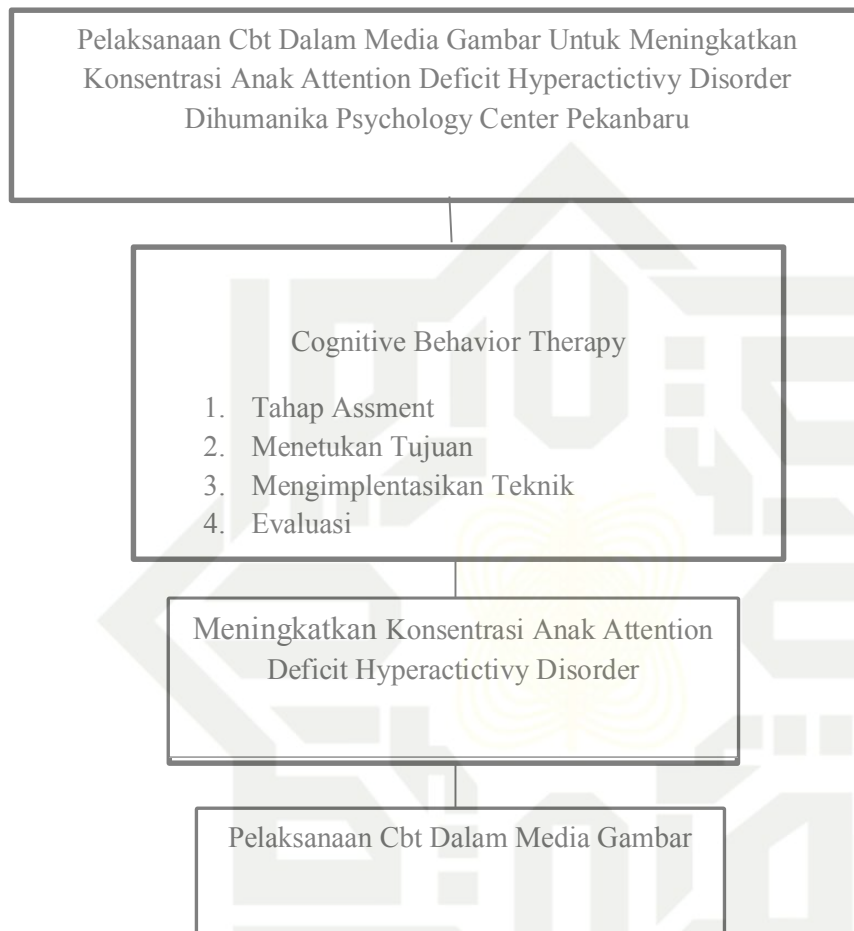 Pelaksanaan Cbt Dalam Media Gambar Untuk Meningkatkan
Konsentrasi Anak Attention Deficit Hyperactictivy Disorder
Dihumanika Psychology Center Pekanbaru
Cognitive Behavior Therapy
1. Tahap Assment
2. Menetukan Tujuan
3. Mengimplentasikan Teknik
4. Evaluasi
Meningkatkan Konsentrasi Anak Attention
Deficit Hyperactictivy Disorder
Pelaksanaan Cbt Dalam Media Gambar